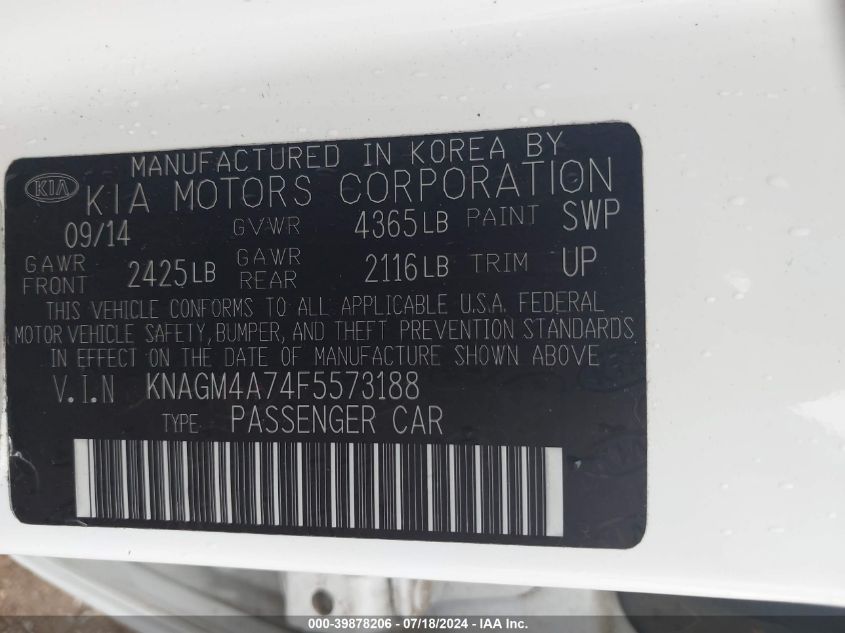 MANUFACTURED IN KOREA BY
KIA KIA MOTORS CORPORATION
09/14 GVWR 4365LB PAINT SWP
GAWR FRONT 2425LB GAWR REAR 2116LB TRIM UP
THIS VEHICLE CONFORMS TO ALL APPLICABLE U.S.A. FEDERAL
MOTOR VEHICLE SAFETY, BUMPER, AND THEFT PREVENTION STANDARDS
IN EFFECT ON THE DATE OF MANUFACTURE SHOWN ABOVE
V.I.N KNAGM4A74F5573188
TYPE PASSENGER CAR
000-39878206 - 07/18/2024 - IAA Inc.